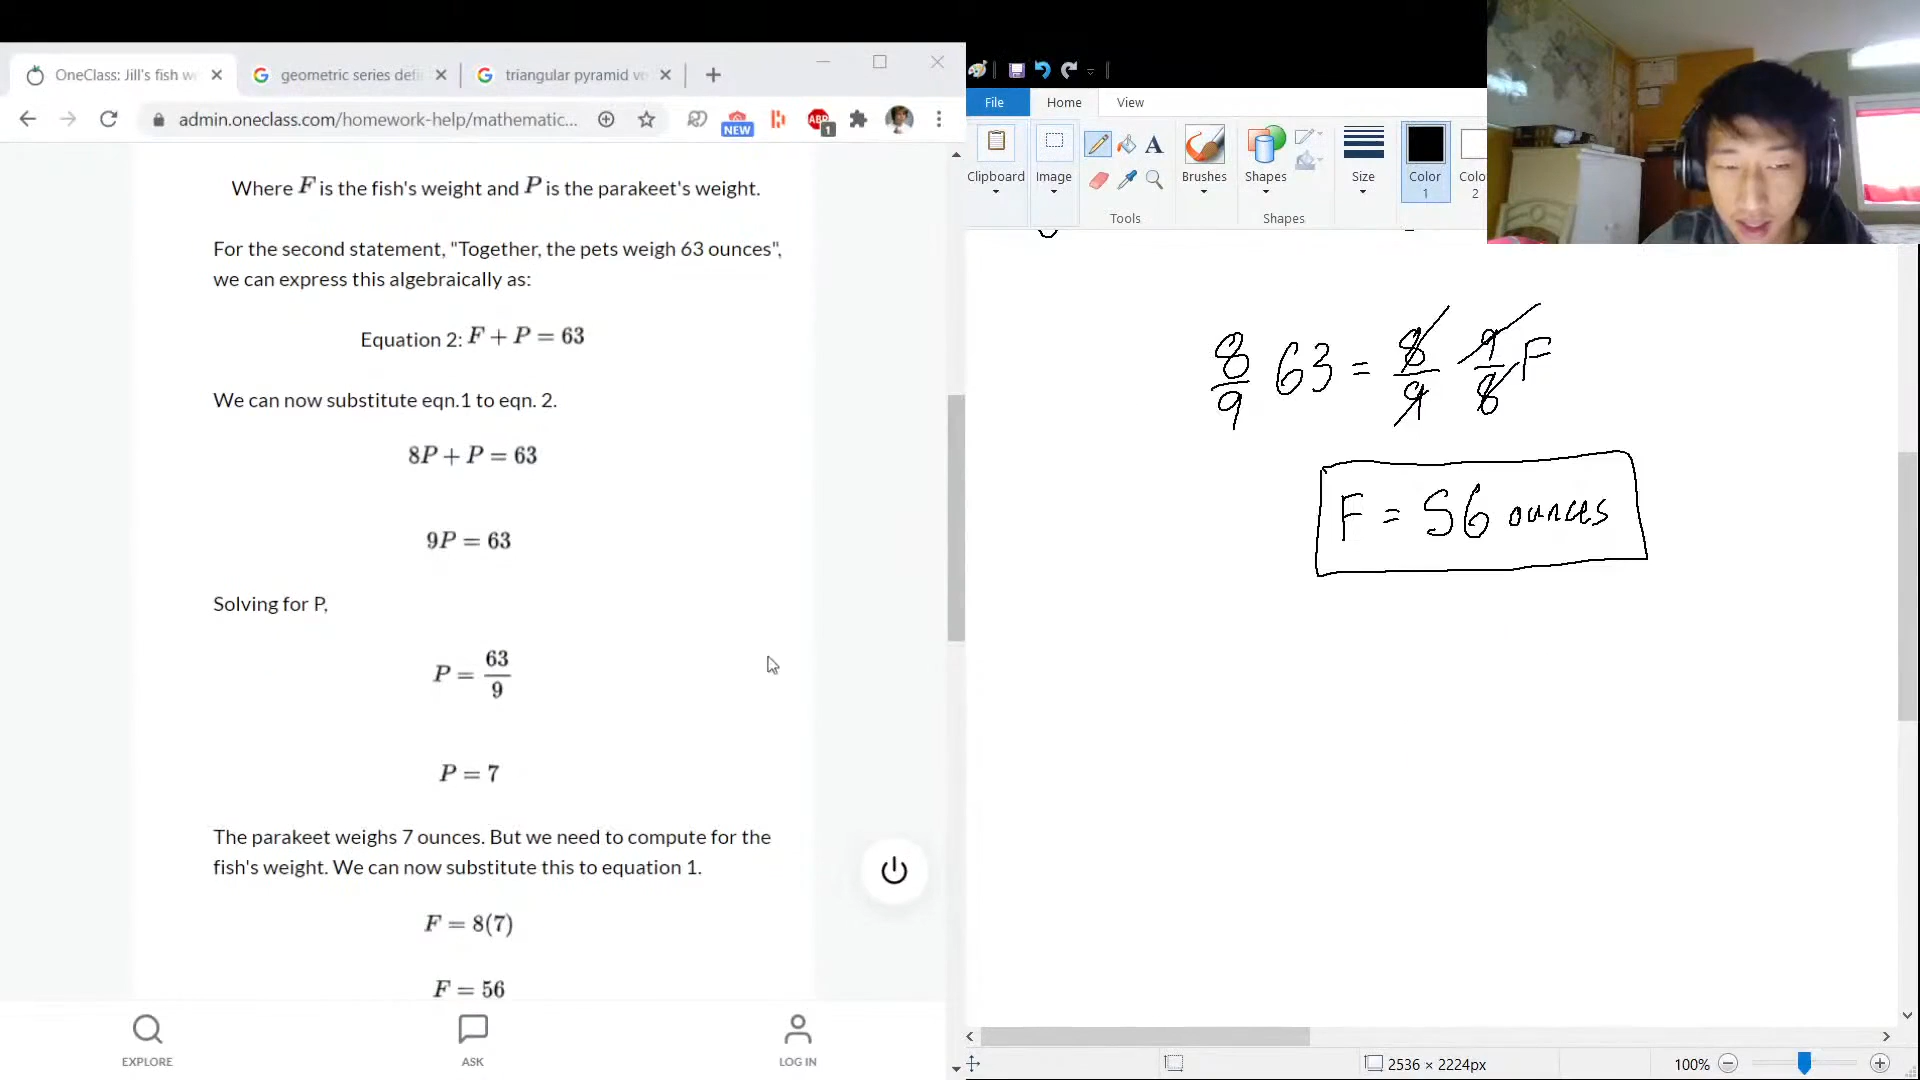 OneClass: Jill's fish we
geometric series defi
triangular pyramid vo
admin.oneclass.com/homework-help/mathematic...
NEW
ABP
1
Where F is the fish's weight and P is the parakeet's weight.
For the second statement, "Together, the pets weigh 63 ounces",
we can express this algebraically as:
Equation 2: F + P = 63
We can now substitute eqn.1 to eqn. 2.
8P + P = 63
9P = 63
Solving for P,
P = 63/9
P = 7
The parakeet weighs 7 ounces. But we need to compute for the
fish's weight. We can now substitute this to equation 1.
F = 8(7)
F = 56
EXPLORE
ASK
LOG IN
File
Home
View
Clipboard
Image
A
Tools
Brushes
Shapes
Shapes
Size
Color
1
Colo
2
8/9 63 = 8/9 9/8 F
F = 56 ounces
2536 × 2224px
100%